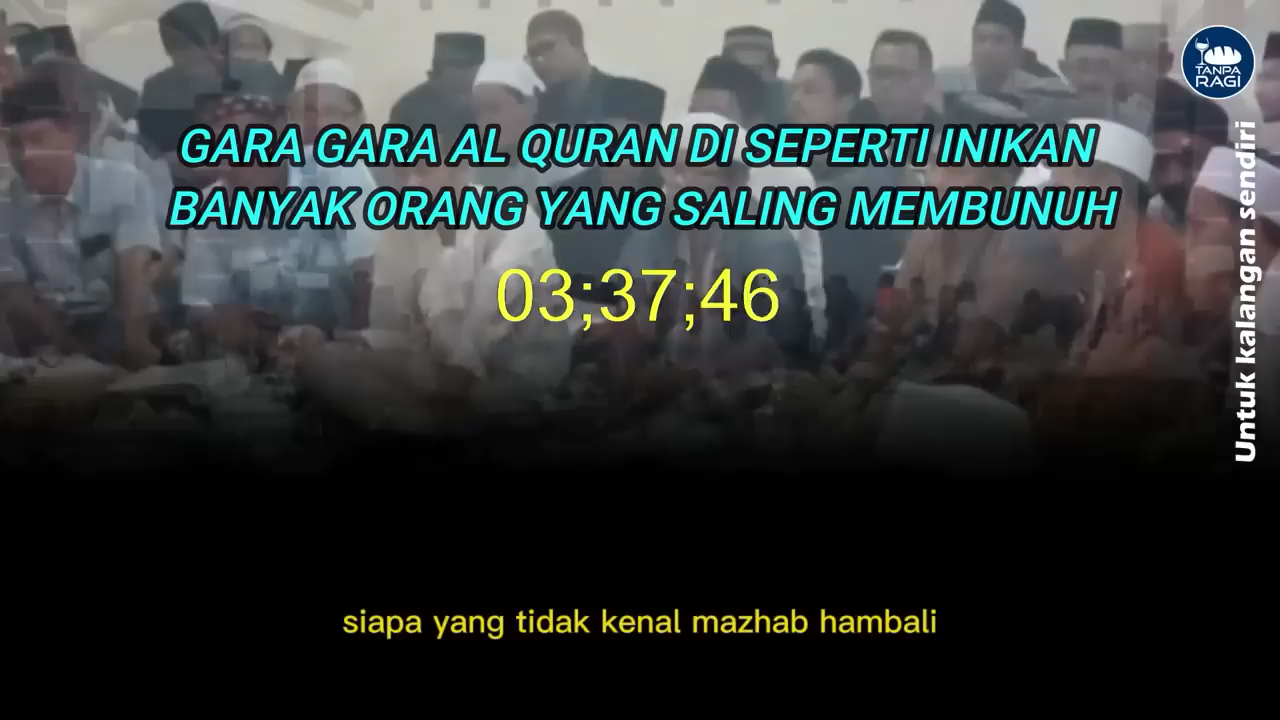 TANPA
RAGI
GARA GARA AL QURAN DI SEPERTI INIKAN
BANYAK ORANG YANG SALING MEMBUNUH
03;37;46
Untuk kalangan sendiri
siapa yang tidak kenal mazhab hambali